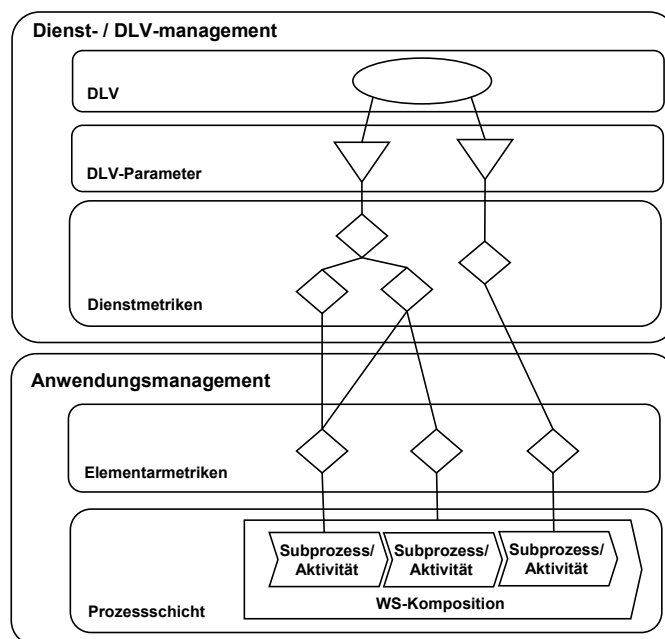 Dienst- / DLV-management
DLV
DLV-Parameter
Dienstmetriken
Anwendungsmanagement
Elementarmetriken
Subprozess/
Aktivität
Subprozess/
Aktivität
Subprozess/
Aktivität
WS-Komposition
Prozessschicht